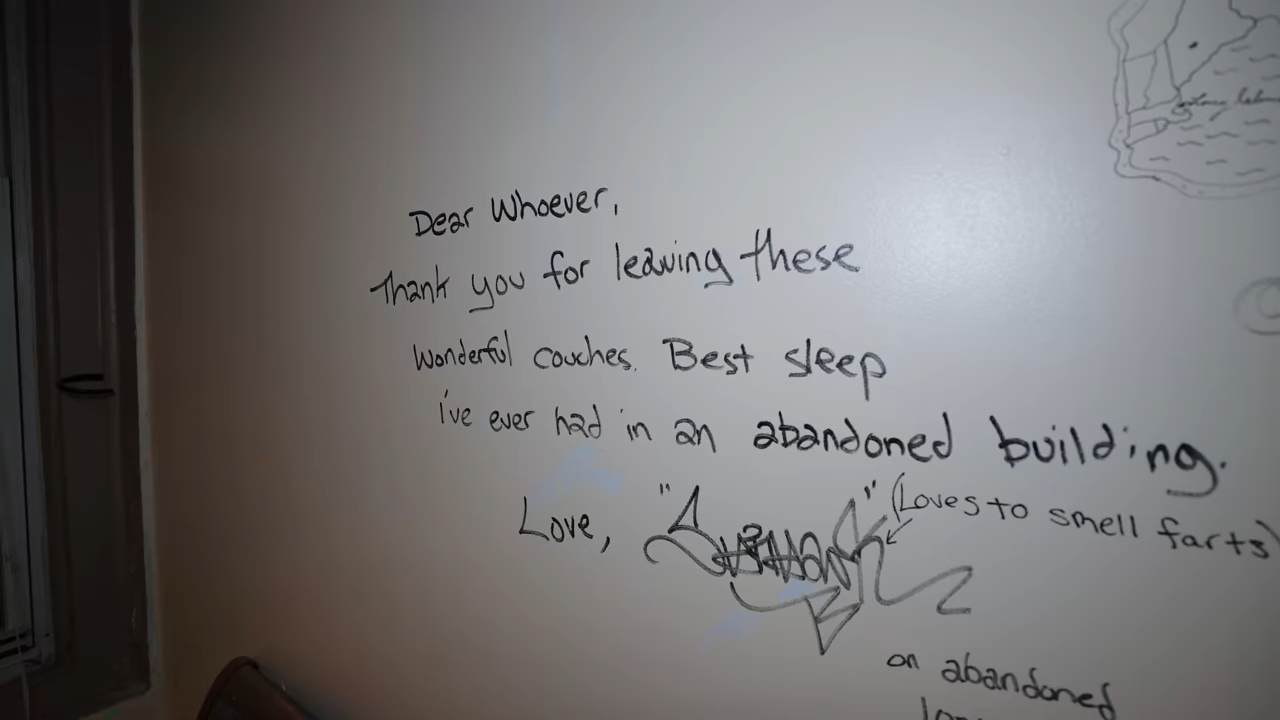 Dear Whoever,
Thank you for leaving these
wonderful couches. Best sleep
i've ever had in an abandoned building.
Love,
(Loves to smell farts)
on abandoned